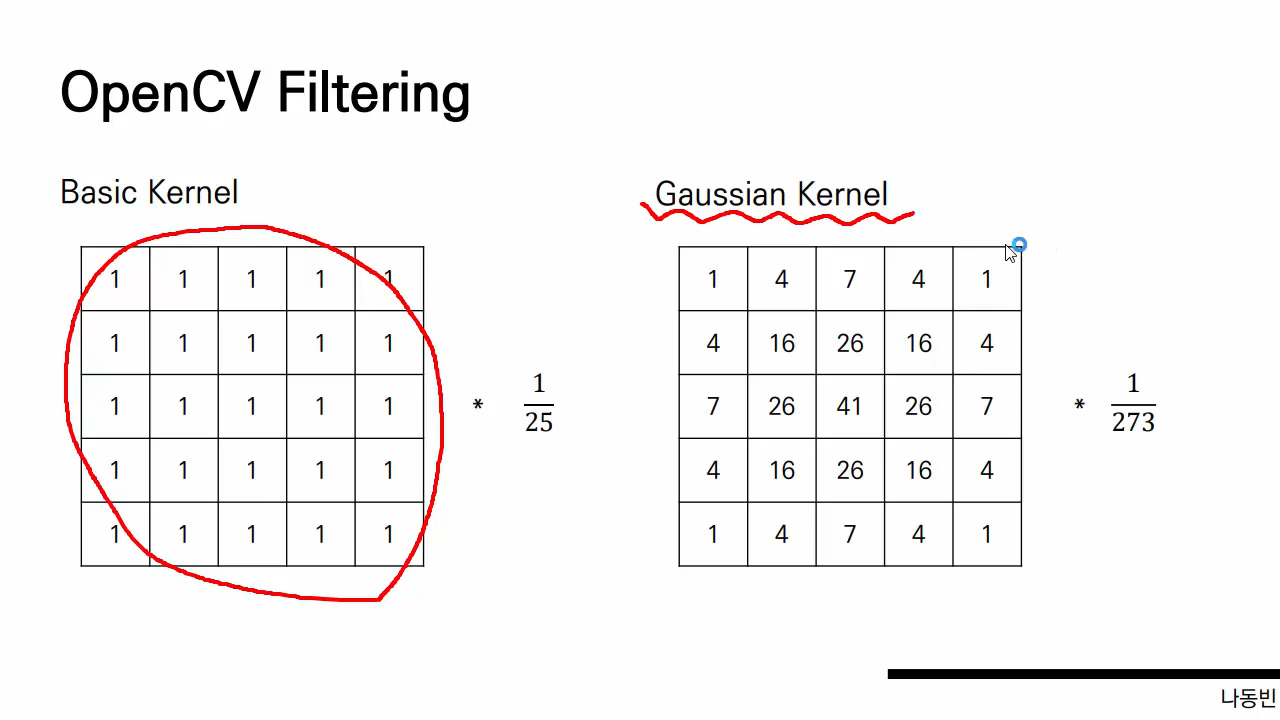 OpenCV Filtering
Basic Kernel
1 1 1 1 1
1 1 1 1 1
1 1 1 1 1
1 1 1 1 1
1 1 1 1 1
* 1/25
Gaussian Kernel
1 4 7 4 1
4 16 26 16 4
7 26 41 26 7
4 16 26 16 4
1 4 7 4 1
* 1/273
나동빈